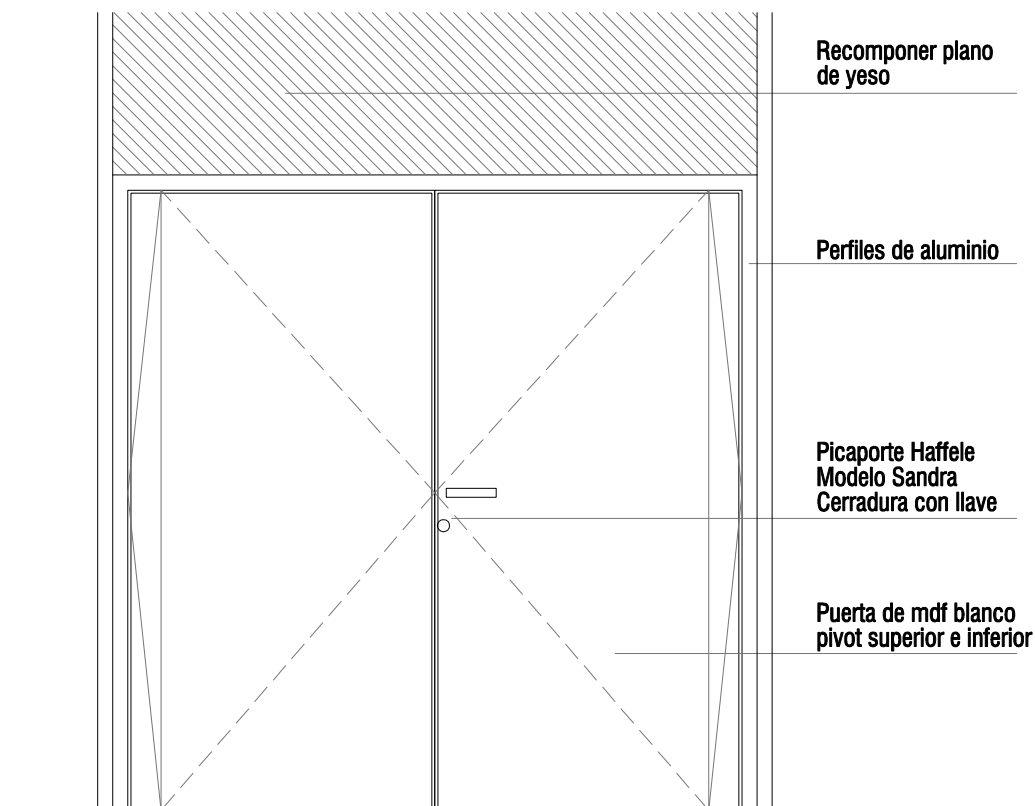 Recomponer plano
de yeso
Perfiles de aluminio
Picaporte Haffele
Modelo Sandra
Cerradura con llave
Puerta de mdf blanco
pivot superior e inferior